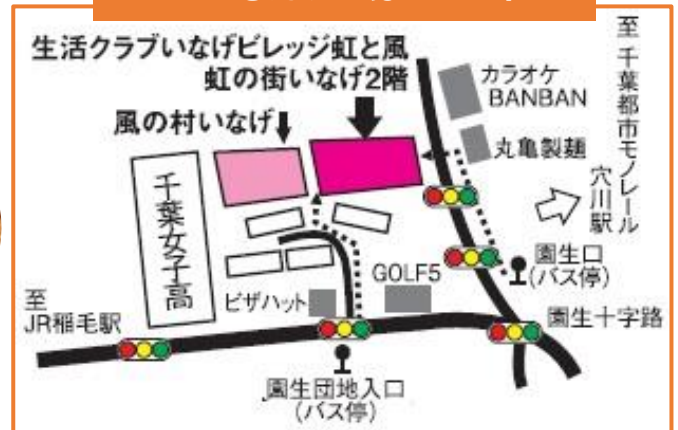 生活クラブいなげビレッジ虹と風
虹の街いなげ2階
風の村いなげ
カラオケ
BANBAN
丸亀製麺
至 千葉都市モノレール
穴川駅
千葉女子高
園生口
(バス停)
GOLF5
ピザハット
至
JR稲毛駅
園生十字路
園生団地入口
(バス停)